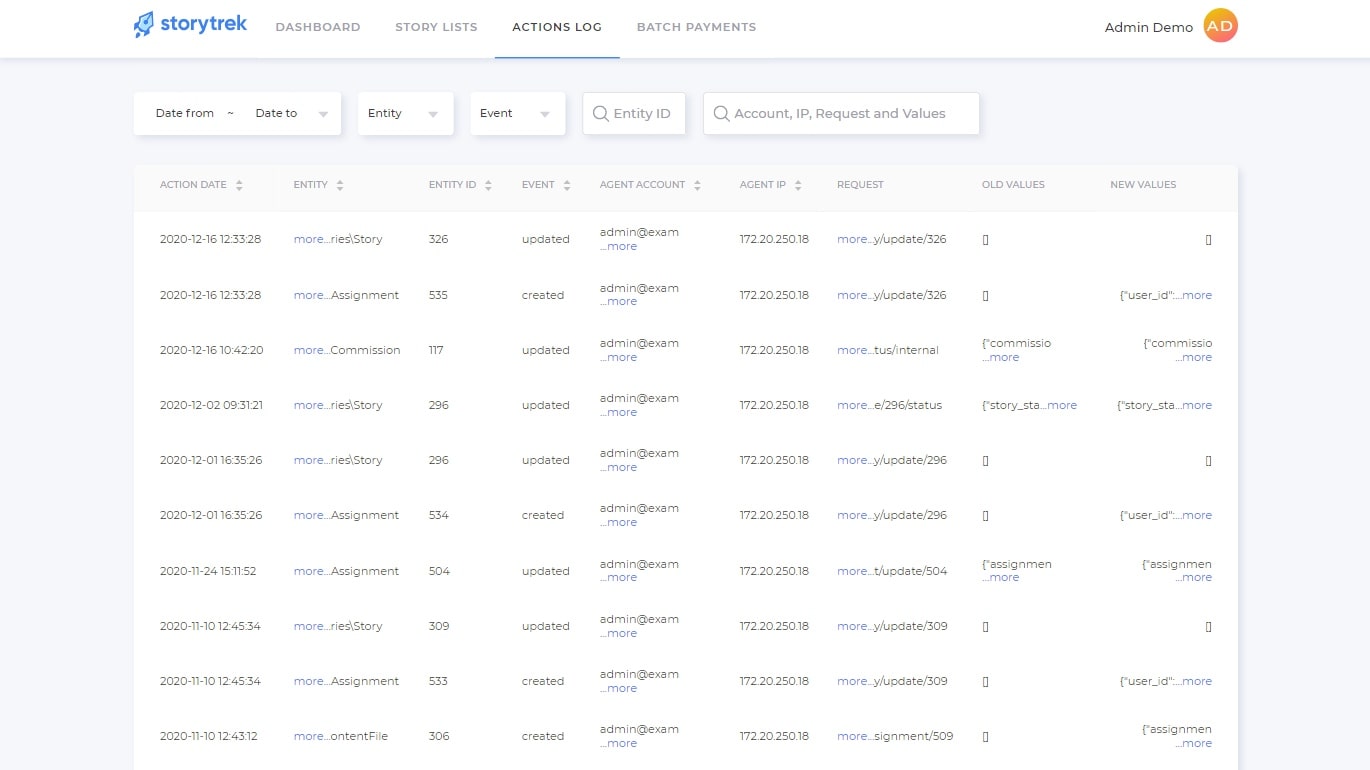 storytrek DASHBOARD STORY LISTS ACTIONS LOG BATCH PAYMENTS Admin Demo AD
Date from ~ Date to Entity Event Entity ID Account, IP, Request and Values
ACTION DATE ENTITY ENTITY ID EVENT AGENT ACCOUNT AGENT IP REQUEST OLD VALUES NEW VALUES
2020-12-16 12:33:28 more...ries\Story 326 updated admin@exam 172.20.250.18 more...y/update/326 [] []
...more
2020-12-16 12:33:28 more...Assignment 535 created admin@exam 172.20.250.18 more...y/update/326 [] {"user_id":...more
...more
2020-12-16 10:42:20 more...Commission 117 updated admin@exam 172.20.250.18 more...tus/internal {"commissio {"commissio
...more ...more ...more
2020-12-02 09:31:21 more...ries\Story 296 updated admin@exam 172.20.250.18 more...e/296/status {"story_sta...more {"story_sta...more
...more
2020-12-01 16:35:26 more...ries\Story 296 updated admin@exam 172.20.250.18 more...y/update/296 [] []
...more
2020-12-01 16:35:26 more...Assignment 534 created admin@exam 172.20.250.18 more...y/update/296 [] {"user_id":...more
...more
2020-11-24 15:11:52 more...Assignment 504 updated admin@exam 172.20.250.18 more...t/update/504 {"assignmen {"assignmen
...more ...more ...more
2020-11-10 12:45:34 more...ries\Story 309 updated admin@exam 172.20.250.18 more...y/update/309 [] []
...more
2020-11-10 12:45:34 more...Assignment 533 created admin@exam 172.20.250.18 more...y/update/309 [] {"user_id":...more
...more
2020-11-10 12:43:12 more...ontentFile 306 created admin@exam 172.20.250.18 more...signment/509 [] {"assignmen
...more ...more